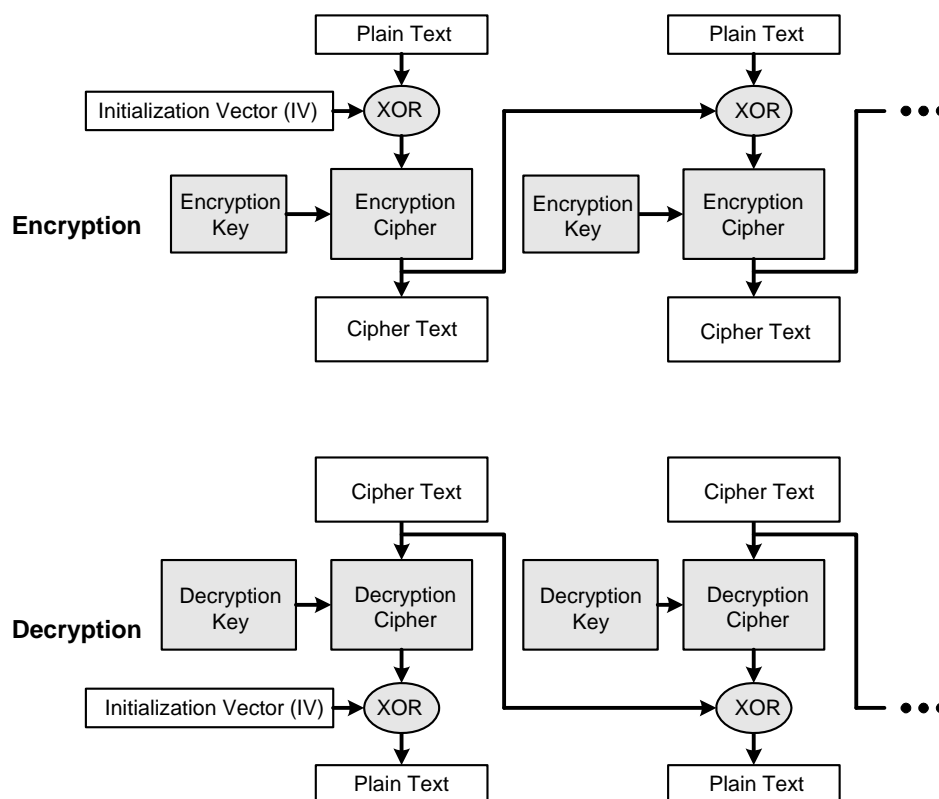 Plain Text
Plain Text
Initialization Vector (IV)
XOR
XOR
Encryption
Encryption
Key
Encryption
Cipher
Encryption
Key
Encryption
Cipher
Cipher Text
Cipher Text
Cipher Text
Cipher Text
Decryption
Decryption
Key
Decryption
Cipher
Decryption
Key
Decryption
Cipher
Initialization Vector (IV)
XOR
XOR
Plain Text
Plain Text